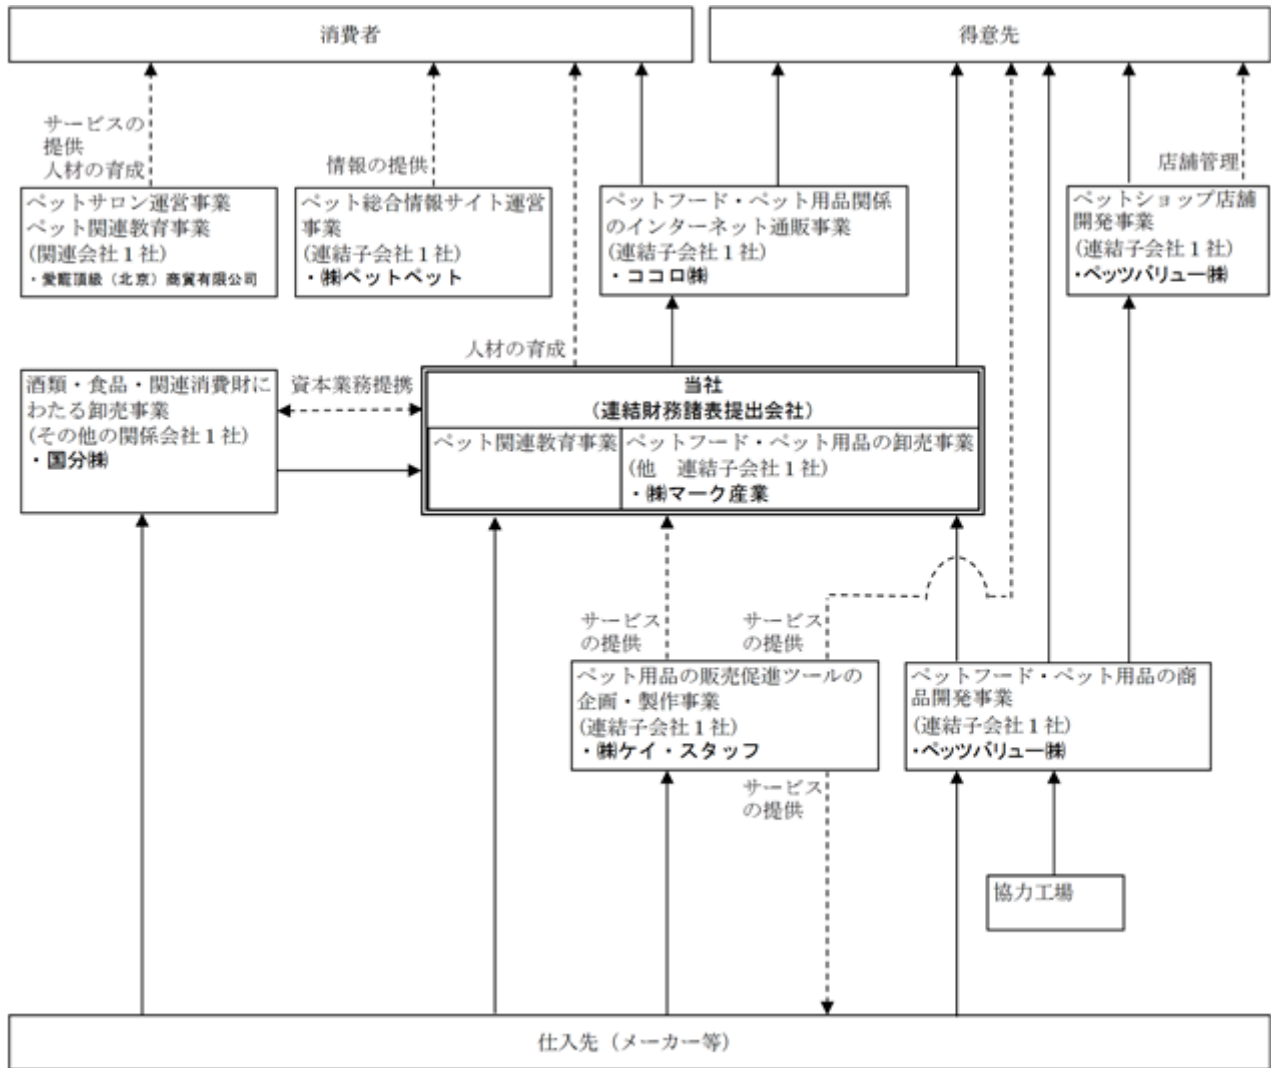 消費者
得意先
サービスの
提供
人材の育成
情報の提供
店舗管理
ペットサロン運営事業
ペット関連教育事業
(関連会社１社)
・愛寵頂級（北京）商貿有限公司
ペット総合情報サイト運営
事業
(連結子会社１社)
・㈱ペットペット
ペットフード・ペット用品関係
のインターネット通販事業
(連結子会社１社)
・ココロ㈱
ペットショップ店舗
開発事業
(連結子会社１社)
・ペッツバリュー㈱
人材の育成
酒類・食品・関連消費財に
わたる卸売事業
(その他の関係会社１社)
・国分㈱
資本業務提携
当社
（連結財務諸表提出会社）
ペット関連教育事業
ペットフード・ペット用品の卸売事業
(他　連結子会社１社)
・㈱マーク産業
サービス
の提供
サービス
の提供
ペット用品の販売促進ツールの
企画・製作事業
(連結子会社１社)
・㈱ケイ・スタッフ
ペットフード・ペット用品の商
品開発事業
(連結子会社１社)
・ペッツバリュー㈱
サービス
の提供
協力工場
仕入先（メーカー等）